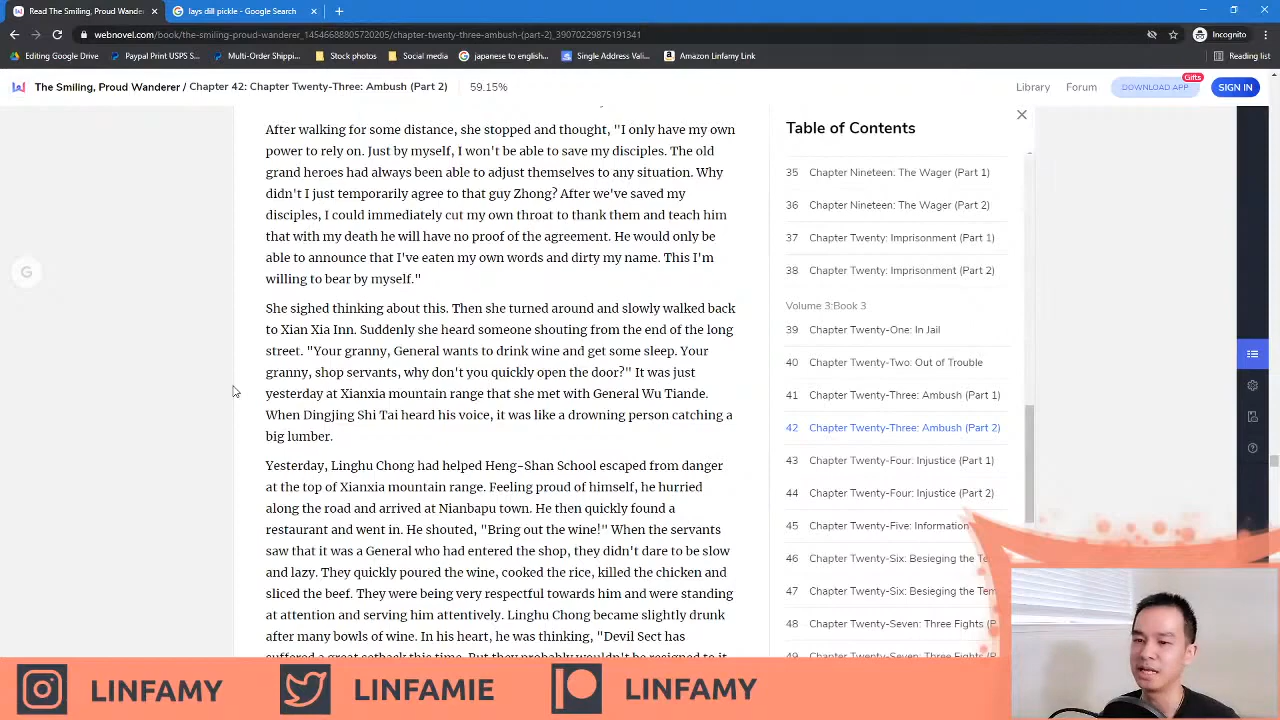 Read The Smiling, Proud Wander
lays dill pickle - Google Search
webnovel.com/book/the-smiling-proud-wanderer_14546688805720205/chapter-twenty-three-ambush-(part-2)_39070229875191341
Incognito
Editing Google Drive
Paypal Print USPS ...
Multi-Order Shippi...
Stock photos
Social media
japanese to english...
Single Address Vali...
Amazon Linfamy Link
Reading list
The Smiling, Proud Wanderer / Chapter 42: Chapter Twenty-Three: Ambush (Part 2)
59.15%
Library
Forum
DOWNLOAD APP
Gifts
SIGN IN
After walking for some distance, she stopped and thought, "I only have my own
power to rely on. Just by myself, I won't be able to save my disciples. The old
grand heroes had always been able to adjust themselves to any situation. Why
didn't I just temporarily agree to that guy Zhong? After we've saved my
disciples, I could immediately cut my own throat to thank them and teach him
that with my death he will have no proof of the agreement. He would only be
able to announce that I've eaten my own words and dirty my name. This I'm
willing to bear by myself."
She sighed thinking about this. Then she turned around and slowly walked back
to Xian Xia Inn. Suddenly she heard someone shouting from the end of the long
street. "Your granny, General wants to drink wine and get some sleep. Your
granny, shop servants, why don't you quickly open the door?" It was just
yesterday at Xianxia mountain range that she met with General Wu Tiande.
When Dingjing Shi Tai heard his voice, it was like a drowning person catching a
big lumber.
Yesterday, Linghu Chong had helped Heng-Shan School escaped from danger
at the top of Xianxia mountain range. Feeling proud of himself, he hurried
along the road and arrived at Nianbapu town. He then quickly found a
restaurant and went in. He shouted, "Bring out the wine!" When the servants
saw that it was a General who had entered the shop, they didn't dare to be slow
and lazy. They quickly poured the wine, cooked the rice, killed the chicken and
sliced the beef. They were being very respectful towards him and were standing
at attention and serving him attentively. Linghu Chong became slightly drunk
after many bowls of wine. In his heart, he was thinking, "Devil Sect has
suffered a great setback this time. But they probably wouldn't be resigned to it
Table of Contents
35 Chapter Nineteen: The Wager (Part 1)
36 Chapter Nineteen: The Wager (Part 2)
37 Chapter Twenty: Imprisonment (Part 1)
38 Chapter Twenty: Imprisonment (Part 2)
Volume 3:Book 3
39 Chapter Twenty-One: In Jail
40 Chapter Twenty-Two: Out of Trouble
41 Chapter Twenty-Three: Ambush (Part 1)
42 Chapter Twenty-Three: Ambush (Part 2)
43 Chapter Twenty-Four: Injustice (Part 1)
44 Chapter Twenty-Four: Injustice (Part 2)
45 Chapter Twenty-Five: Information
46 Chapter Twenty-Six: Besieging the Te
47 Chapter Twenty-Six: Besieging the Tem
48 Chapter Twenty-Seven: Three Fights (P
49 Chapter Twenty-Seven: Three Fights (P
LINFAMY
LINFAMIE
LINFAMY